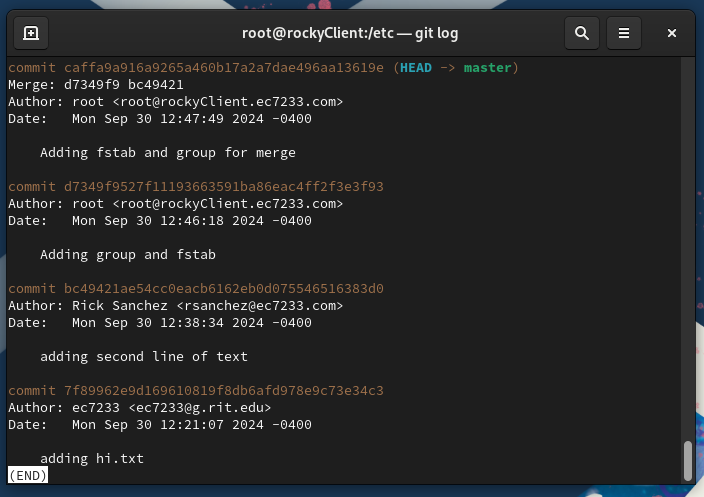 root@rockyClient:/etc — git log
commit caffa9a916a9265a460b17a2a7dae496aa13619e (HEAD -> master)
Merge: d7349f9 bc49421
Author: root <root@rockyClient.ec7233.com>
Date:   Mon Sep 30 12:47:49 2024 -0400
Adding fstab and group for merge
commit d7349f9527f11193663591ba86eac4ff2f3e3f93
Author: root <root@rockyClient.ec7233.com>
Date:   Mon Sep 30 12:46:18 2024 -0400
Adding group and fstab
commit bc49421ae54cc0eacb6162eb0d075546516383d0
Author: Rick Sanchez <rsanchez@ec7233.com>
Date:   Mon Sep 30 12:38:34 2024 -0400
adding second line of text
commit 7f89962e9d169610819f8db6afd978e9c73e34c3
Author: ec7233 <ec7233@g.rit.edu>
Date:   Mon Sep 30 12:21:07 2024 -0400
adding hi.txt
(END)